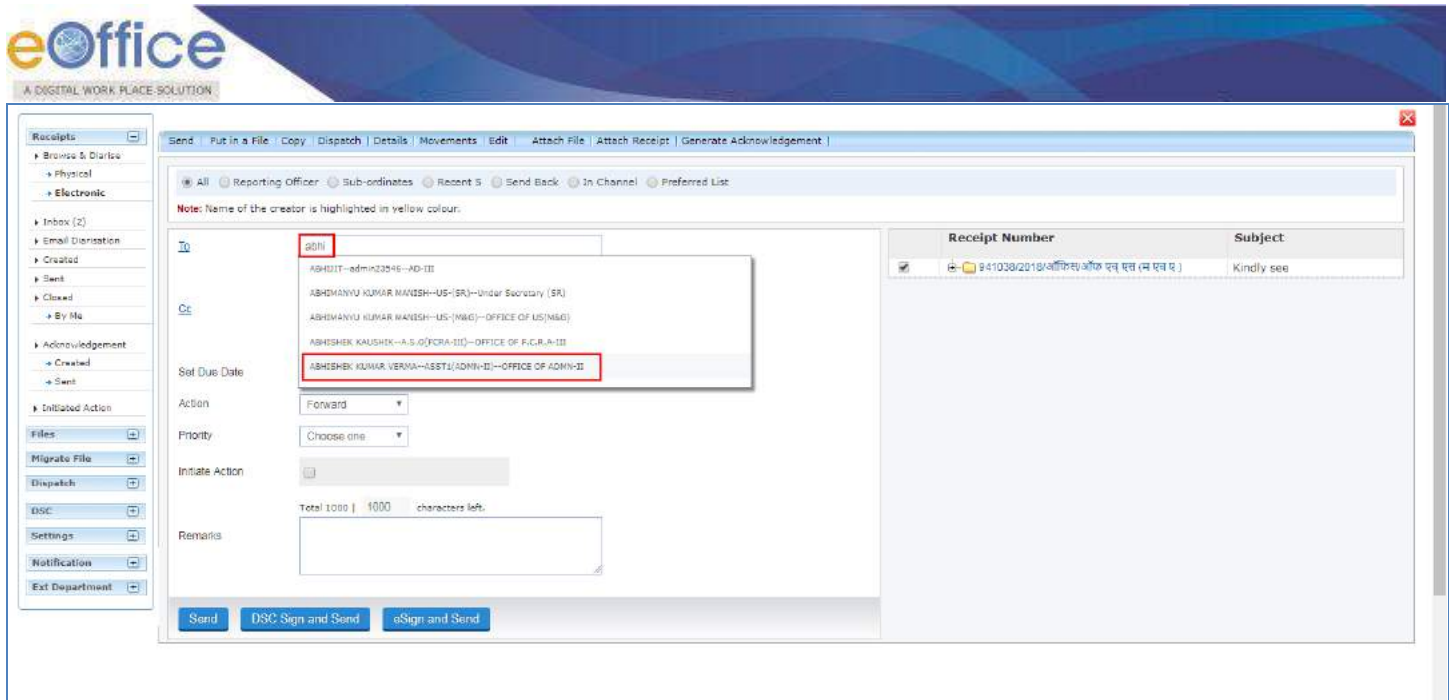 eOffice
A DIGITAL WORK PLACE SOLUTION
Receipts
Browse & Diarise
Physical
Electronic
Inbox (2)
Email Diarisation
Created
Sent
Closed
By Me
Acknowledgement
Created
Sent
Initiated Action
Files
Migrate File
Dispatch
DSC
Settings
Notification
Ext Department
Send | Put in a File | Copy | Dispatch | Details | Movements | Edit | Attach File | Attach Receipt | Generate Acknowledgement |
All Reporting Officer Sub-ordinates Recent 5 Send Back In Channel Preferred List
Note: Name of the creator is highlighted in yellow colour.
To abhi
ABHIJIT--admin23546--AD-III
ABHIMANYU KUMAR MANISH--US-(SR)--Under Secretary (SR)
ABHIMANYU KUMAR MANISH--US-(M&G)--OFFICE OF US(M&G)
ABHISHEK KAUSHIK--A.S.O(FCRA-III)--OFFICE OF F.C.R.A-III
ABHISHEK KUMAR VERMA--ASST1(ADMN-II)--OFFICE OF ADMN-II
Cc
Set Due Date
Action Forward
Priority Choose one
Initiate Action
Total 1000 | 1000 characters left.
Remarks
Send DSC Sign and Send eSign and Send
Receipt Number Subject
941038/2018/ऑफिस/ऑफ एन एस (म एन ए ) Kindly see